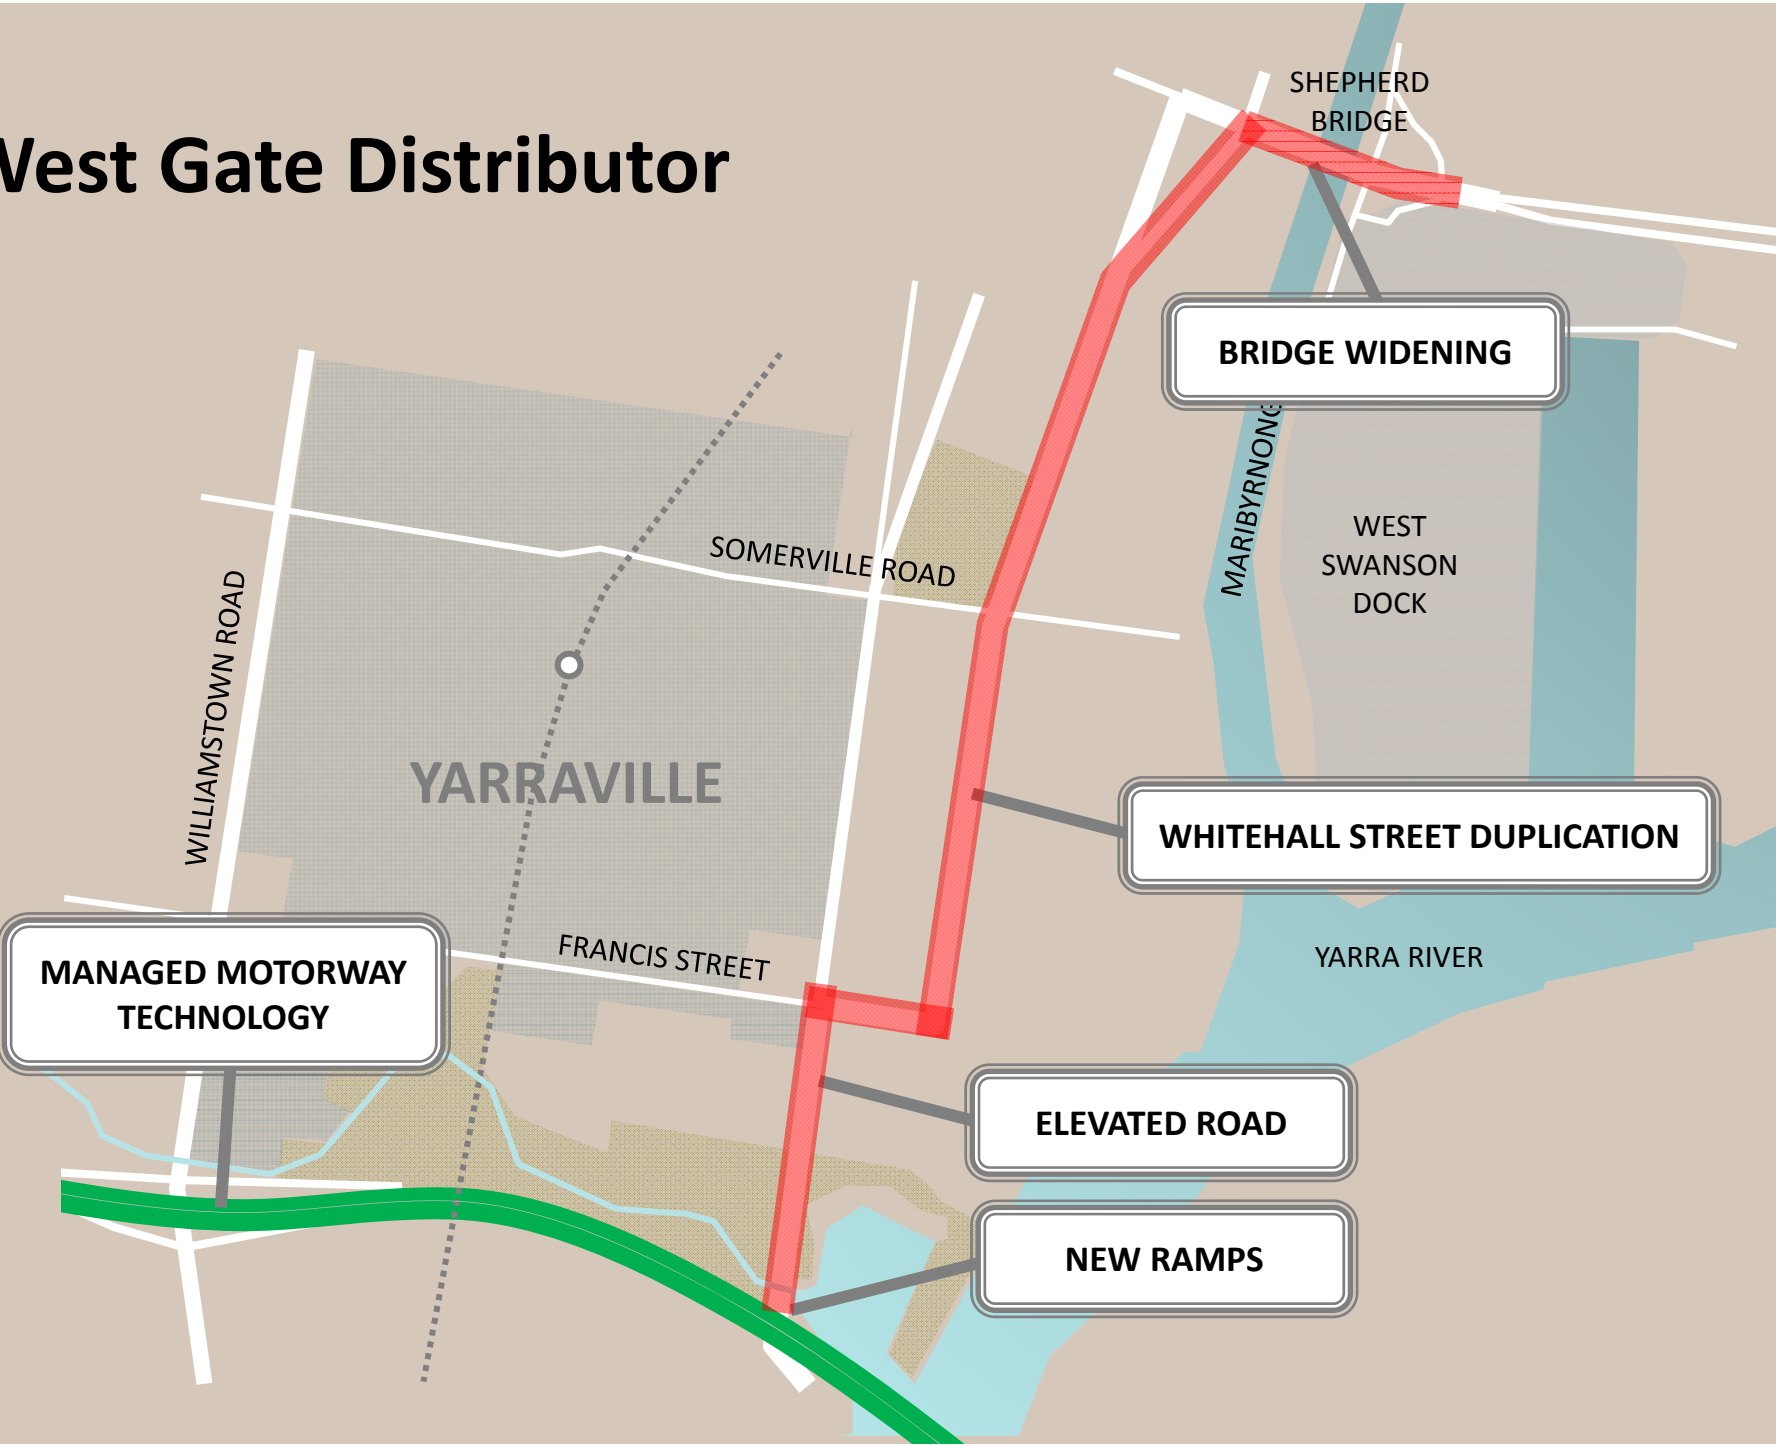 West Gate Distributor
SHEPHERD
BRIDGE
BRIDGE WIDENING
MARIBYRNONG
WEST
SWANSON
DOCK
SOMERVILLE ROAD
WILLIAMSTOWN ROAD
YARRAVILLE
WHITEHALL STREET DUPLICATION
FRANCIS STREET
YARRA RIVER
MANAGED MOTORWAY
TECHNOLOGY
ELEVATED ROAD
NEW RAMPS